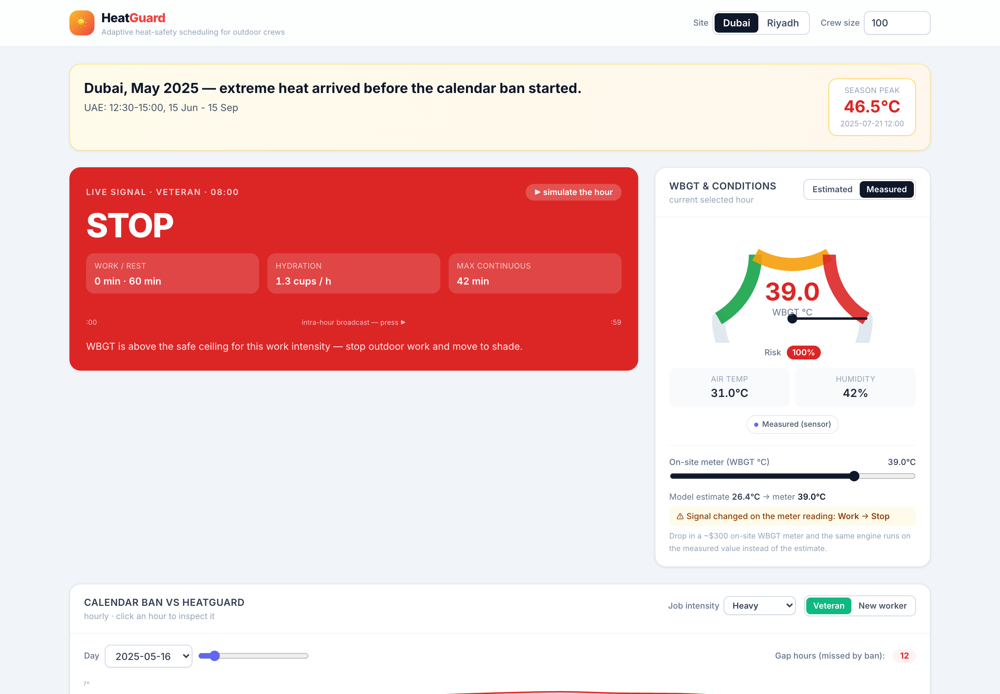 HeatGuard
Adaptive heat-safety scheduling for outdoor crews
Site Dubai Riyadh Crew size 100
Dubai, May 2025 — extreme heat arrived before the calendar ban started.
UAE: 12:30-15:00, 15 Jun - 15 Sep
SEASON PEAK
46.5°C
2025-07-21 12:00
LIVE SIGNAL · VETERAN · 08:00
▶ simulate the hour
STOP
WORK / REST
0 min · 60 min
HYDRATION
1.3 cups / h
MAX CONTINUOUS
42 min
:00 intra-hour broadcast — press ▶ :59
WBGT is above the safe ceiling for this work intensity — stop outdoor work and move to shade.
WBGT & CONDITIONS
current selected hour
Estimated Measured
39.0
WBGT °C
Risk 100%
AIR TEMP
31.0°C
HUMIDITY
42%
Measured (sensor)
On-site meter (WBGT °C) 39.0°C
Model estimate 26.4°C → meter 39.0°C
⚠ Signal changed on the meter reading: Work → Stop
Drop in a ~$300 on-site WBGT meter and the same engine runs on
the measured value instead of the estimate.
CALENDAR BAN VS HEATGUARD
hourly · click an hour to inspect it
Job intensity Heavy Veteran New worker
Day 2025-05-16 Gap hours (missed by ban): 12